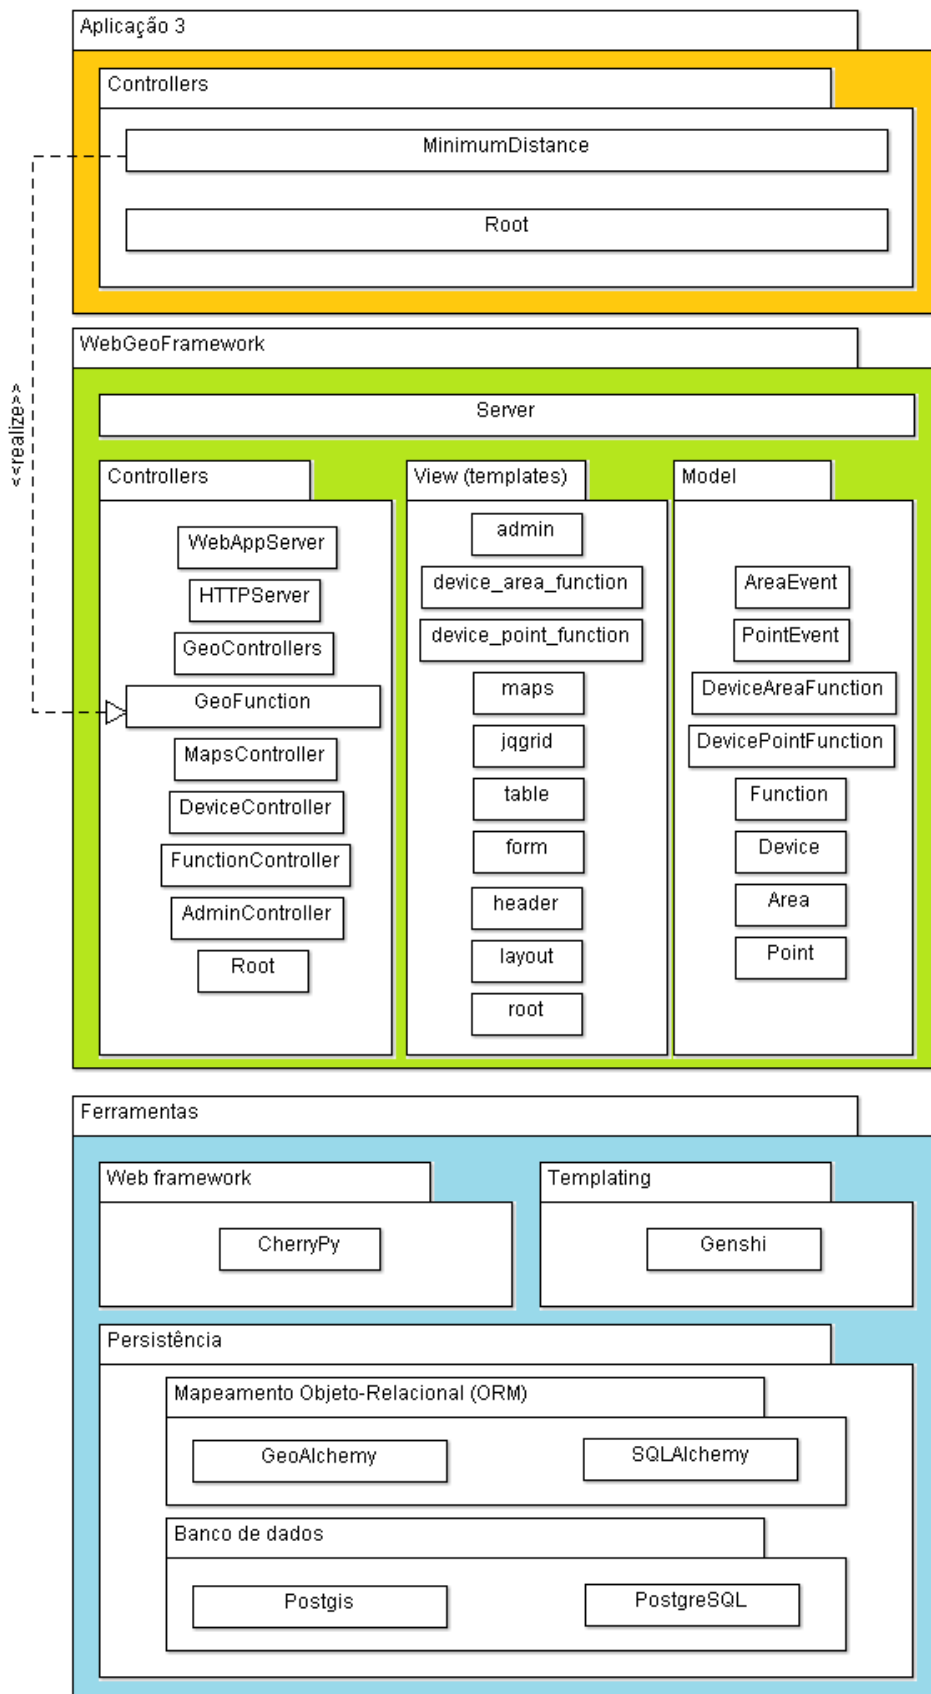 Aplicação 3
Controllers
MinimumDistance
Root
<<realize>>
WebGeoFramework
Server
Controllers
WebAppServer
HTTPServer
GeoControllers
GeoFunction
MapsController
DeviceController
FunctionController
AdminController
Root
View (templates)
admin
device_area_function
device_point_function
maps
jqgrid
table
form
header
layout
root
Model
AreaEvent
PointEvent
DeviceAreaFunction
DevicePointFunction
Function
Device
Area
Point
Ferramentas
Web framework
CherryPy
Templating
Genshi
Persistência
Mapeamento Objeto-Relacional (ORM)
GeoAlchemy
SQLAlchemy
Banco de dados
Postgis
PostgreSQL